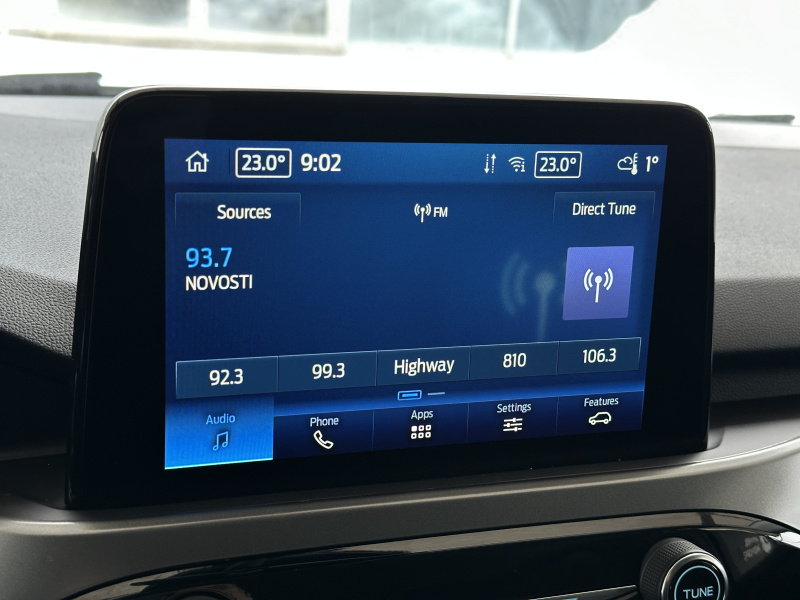 23.0° 9:02 23.0° 1°
Sources FM Direct Tune
93.7
NOVOSTI
92.3 99.3 Highway 810 106.3
Audio Phone Apps Settings Features
TUNE